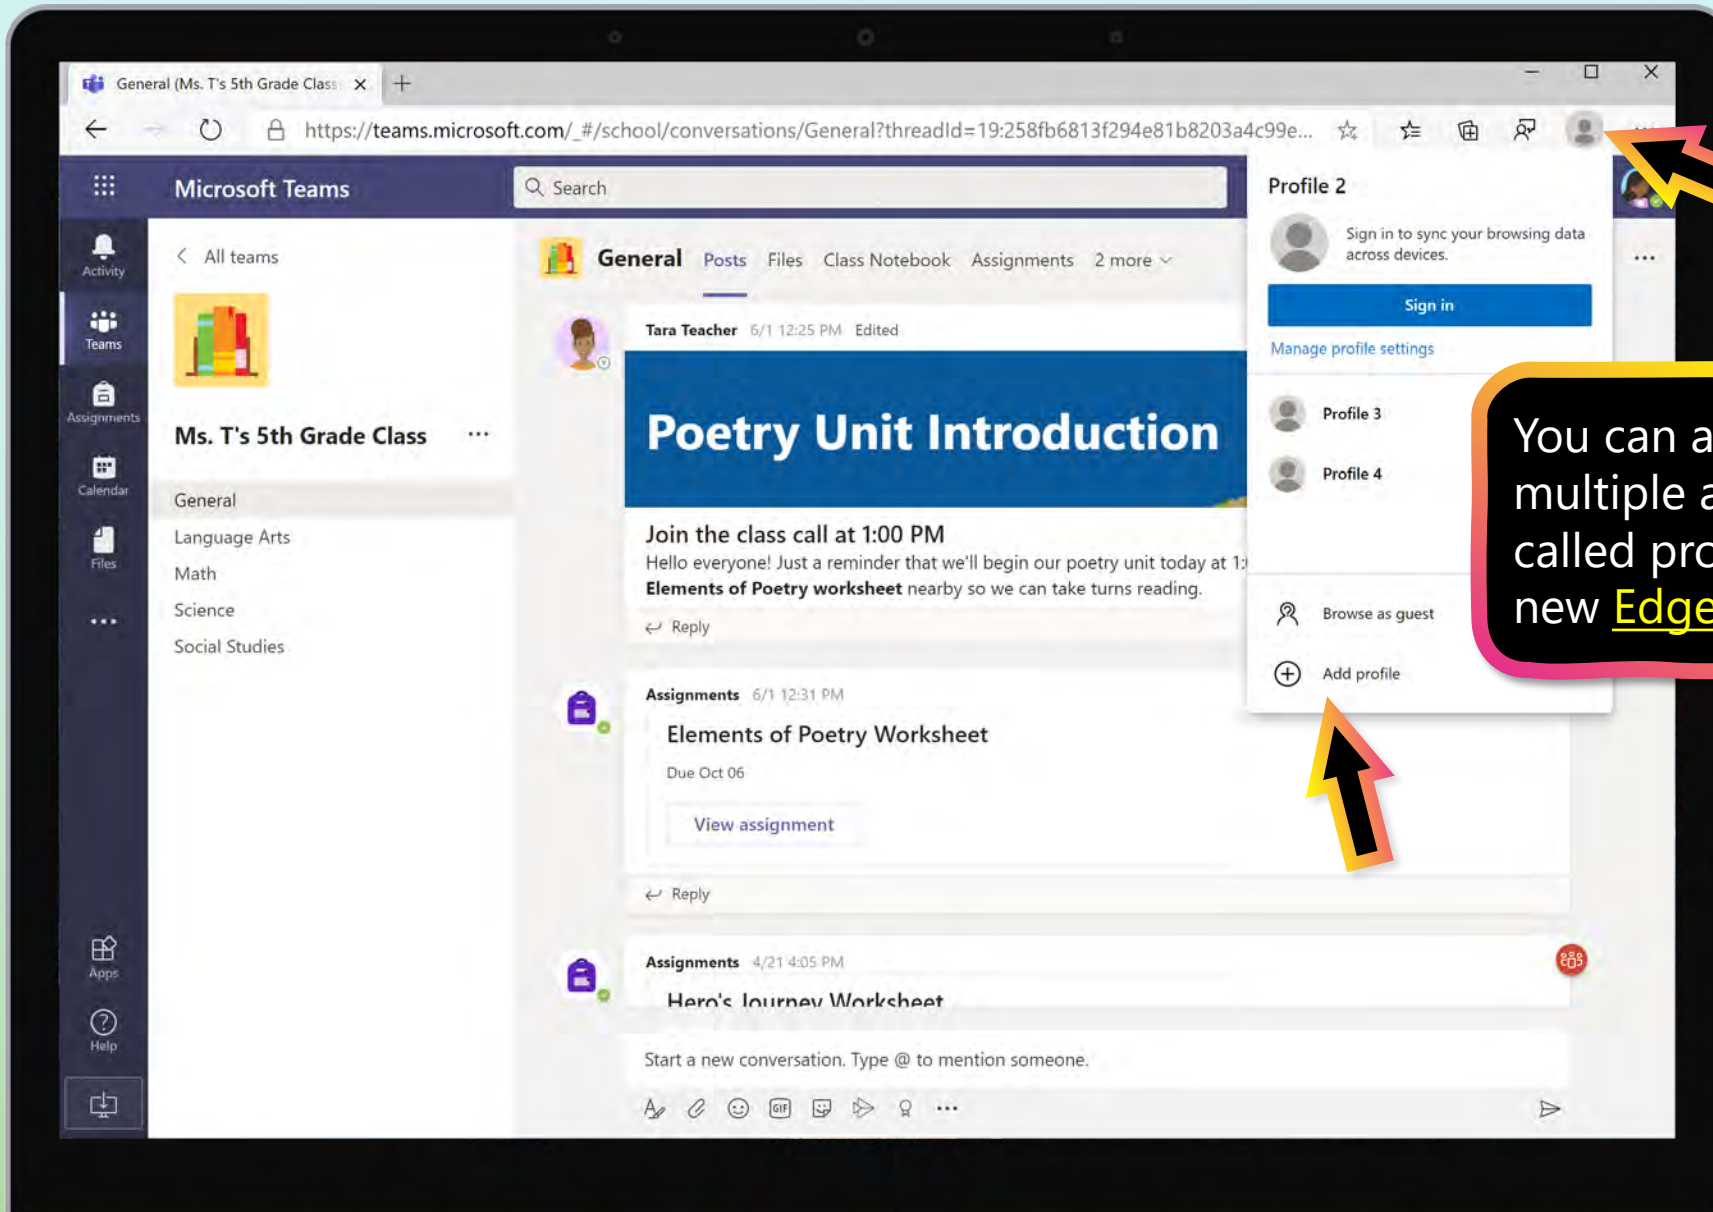 General (Ms. T's 5th Grade Class
https://teams.microsoft.com/_#/school/conversations/General?threadId=19:258fb6813f294e81b8203a4c99e...
Microsoft Teams
Search
Activity
Teams
Assignments
Calendar
Files
Apps
Help
All teams
Ms. T's 5th Grade Class
General
Language Arts
Math
Science
Social Studies
General Posts Files Class Notebook Assignments 2 more
Tara Teacher 6/1 12:25 PM Edited
Poetry Unit Introduction
Join the class call at 1:00 PM
Hello everyone! Just a reminder that we'll begin our poetry unit today at
Elements of Poetry worksheet nearby so we can take turns reading.
Reply
Assignments 6/1 12:31 PM
Elements of Poetry Worksheet
Due Oct 06
View assignment
Reply
Assignments 4/21 4:05 PM
Hero's Journey Worksheet
Start a new conversation. Type @ to mention someone.
GIF
Profile 2
Sign in to sync your browsing data
across devices.
Sign in
Manage profile settings
Profile 3
Profile 4
Browse as guest
Add profile
You can a
multiple a
called pro
new Edge